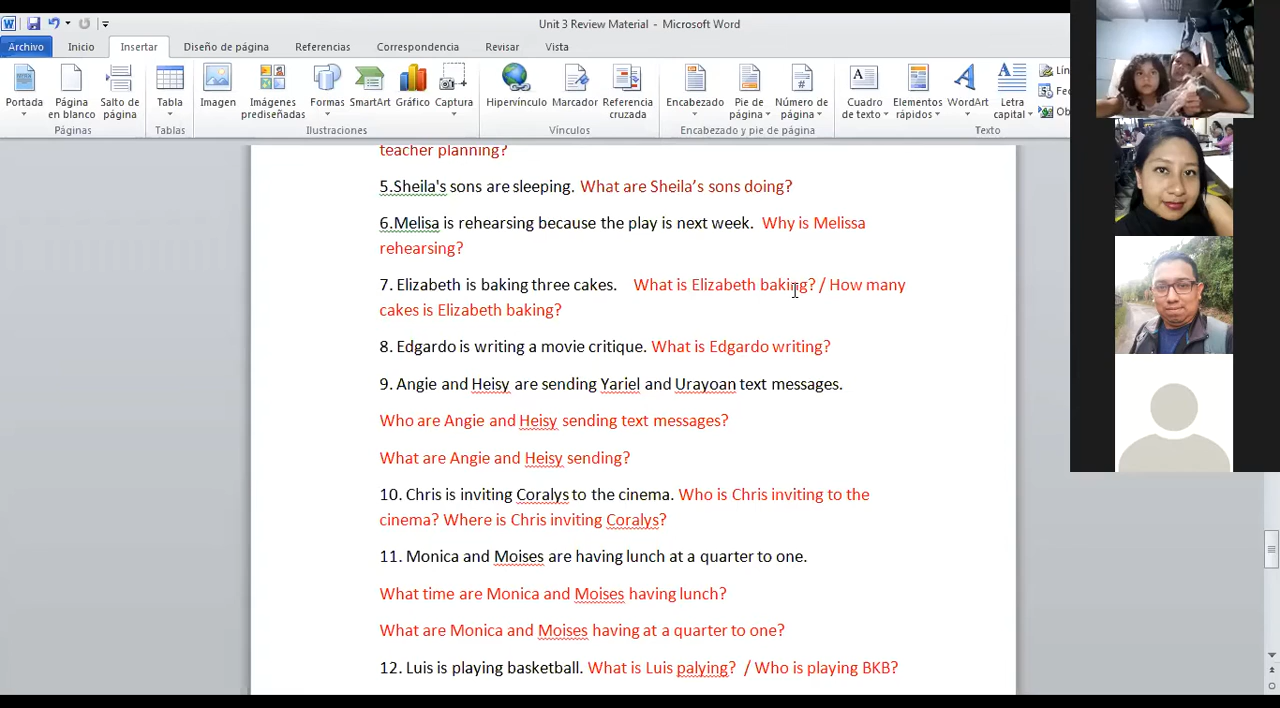 Unit 3 Review Material - Microsoft Word
Archivo Inicio Insertar Diseño de página Referencias Correspondencia Revisar Vista
Portada Página en blanco Salto de página Tabla Imagen Imágenes prediseñadas Formas SmartArt Gráfico Captura Hipervínculo Marcador Referencia cruzada Encabezado Pie de página Número de página Cuadro de texto Elementos rápidos WordArt Letra capital
Páginas Tablas Ilustraciones Vínculos Encabezado y pie de página Texto
teacher planning?
5.Sheila's sons are sleeping. What are Sheila’s sons doing?
6.Melisa is rehearsing because the play is next week. Why is Melissa
rehearsing?
7. Elizabeth is baking three cakes. What is Elizabeth baking? / How many
cakes is Elizabeth baking?
8. Edgardo is writing a movie critique. What is Edgardo writing?
9. Angie and Heisy are sending Yariel and Urayoan text messages.
Who are Angie and Heisy sending text messages?
What are Angie and Heisy sending?
10. Chris is inviting Coralys to the cinema. Who is Chris inviting to the
cinema? Where is Chris inviting Coralys?
11. Monica and Moises are having lunch at a quarter to one.
What time are Monica and Moises having lunch?
What are Monica and Moises having at a quarter to one?
12. Luis is playing basketball. What is Luis palying? / Who is playing BKB?